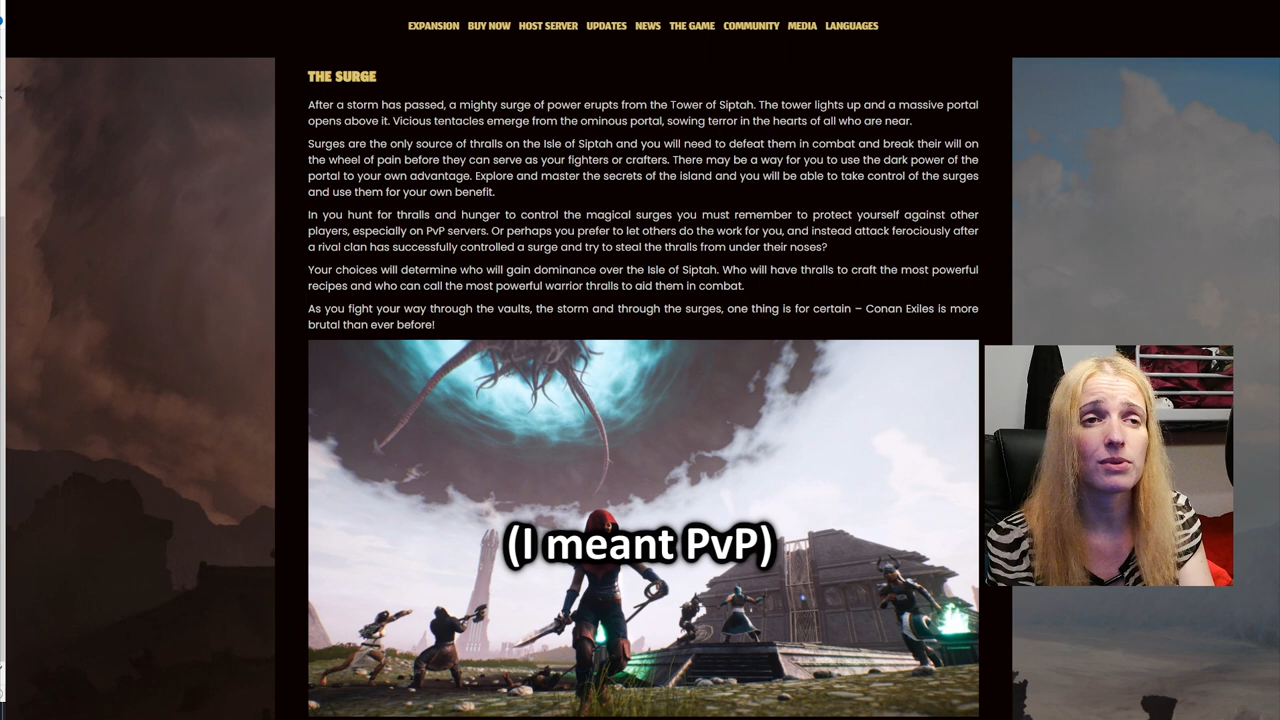 EXPANSION BUY NOW HOST SERVER UPDATES NEWS THE GAME COMMUNITY MEDIA LANGUAGES
THE SURGE
After a storm has passed, a mighty surge of power erupts from the Tower of Siptah. The tower lights up and a massive portal
opens above it. Vicious tentacles emerge from the ominous portal, sowing terror in the hearts of all who are near.
Surges are the only source of thralls on the Isle of Siptah and you will need to defeat them in combat and break their will on
the wheel of pain before they can serve as your fighters or crafters. There may be a way for you to use the dark power of the
portal to your own advantage. Explore and master the secrets of the island and you will be able to take control of the surges
and use them for your own benefit.
In you hunt for thralls and hunger to control the magical surges you must remember to protect yourself against other
players, especially on PvP servers. Or perhaps you prefer to let others do the work for you, and instead attack ferociously after
a rival clan has successfully controlled a surge and try to steal the thralls from under their noses?
Your choices will determine who will gain dominance over the Isle of Siptah. Who will have thralls to craft the most powerful
recipes and who can call the most powerful warrior thralls to aid them in combat.
As you fight your way through the vaults, the storm and through the surges, one thing is for certain – Conan Exiles is more
brutal than ever before!
(I meant PvP)